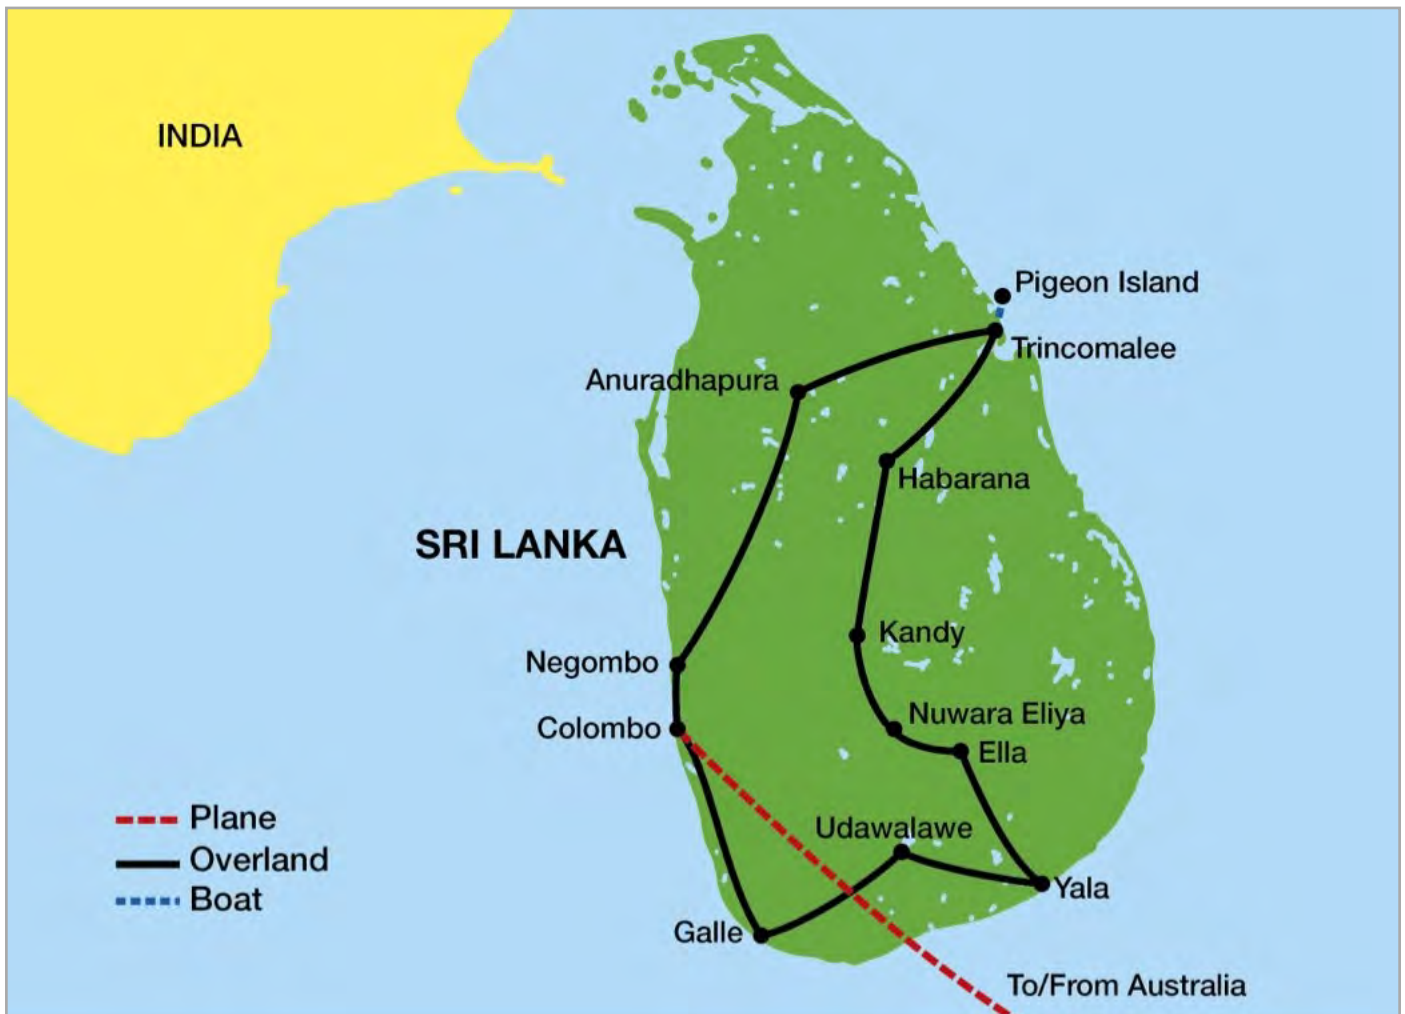 INDIA
Pigeon Island
Trincomalee
Anuradhapura
Habarana
SRI LANKA
Kandy
Negombo
Nuwara Eliya
Colombo
Ella
Plane
Udawalawe
Overland
Yala
Boat
Galle
To/From Australia